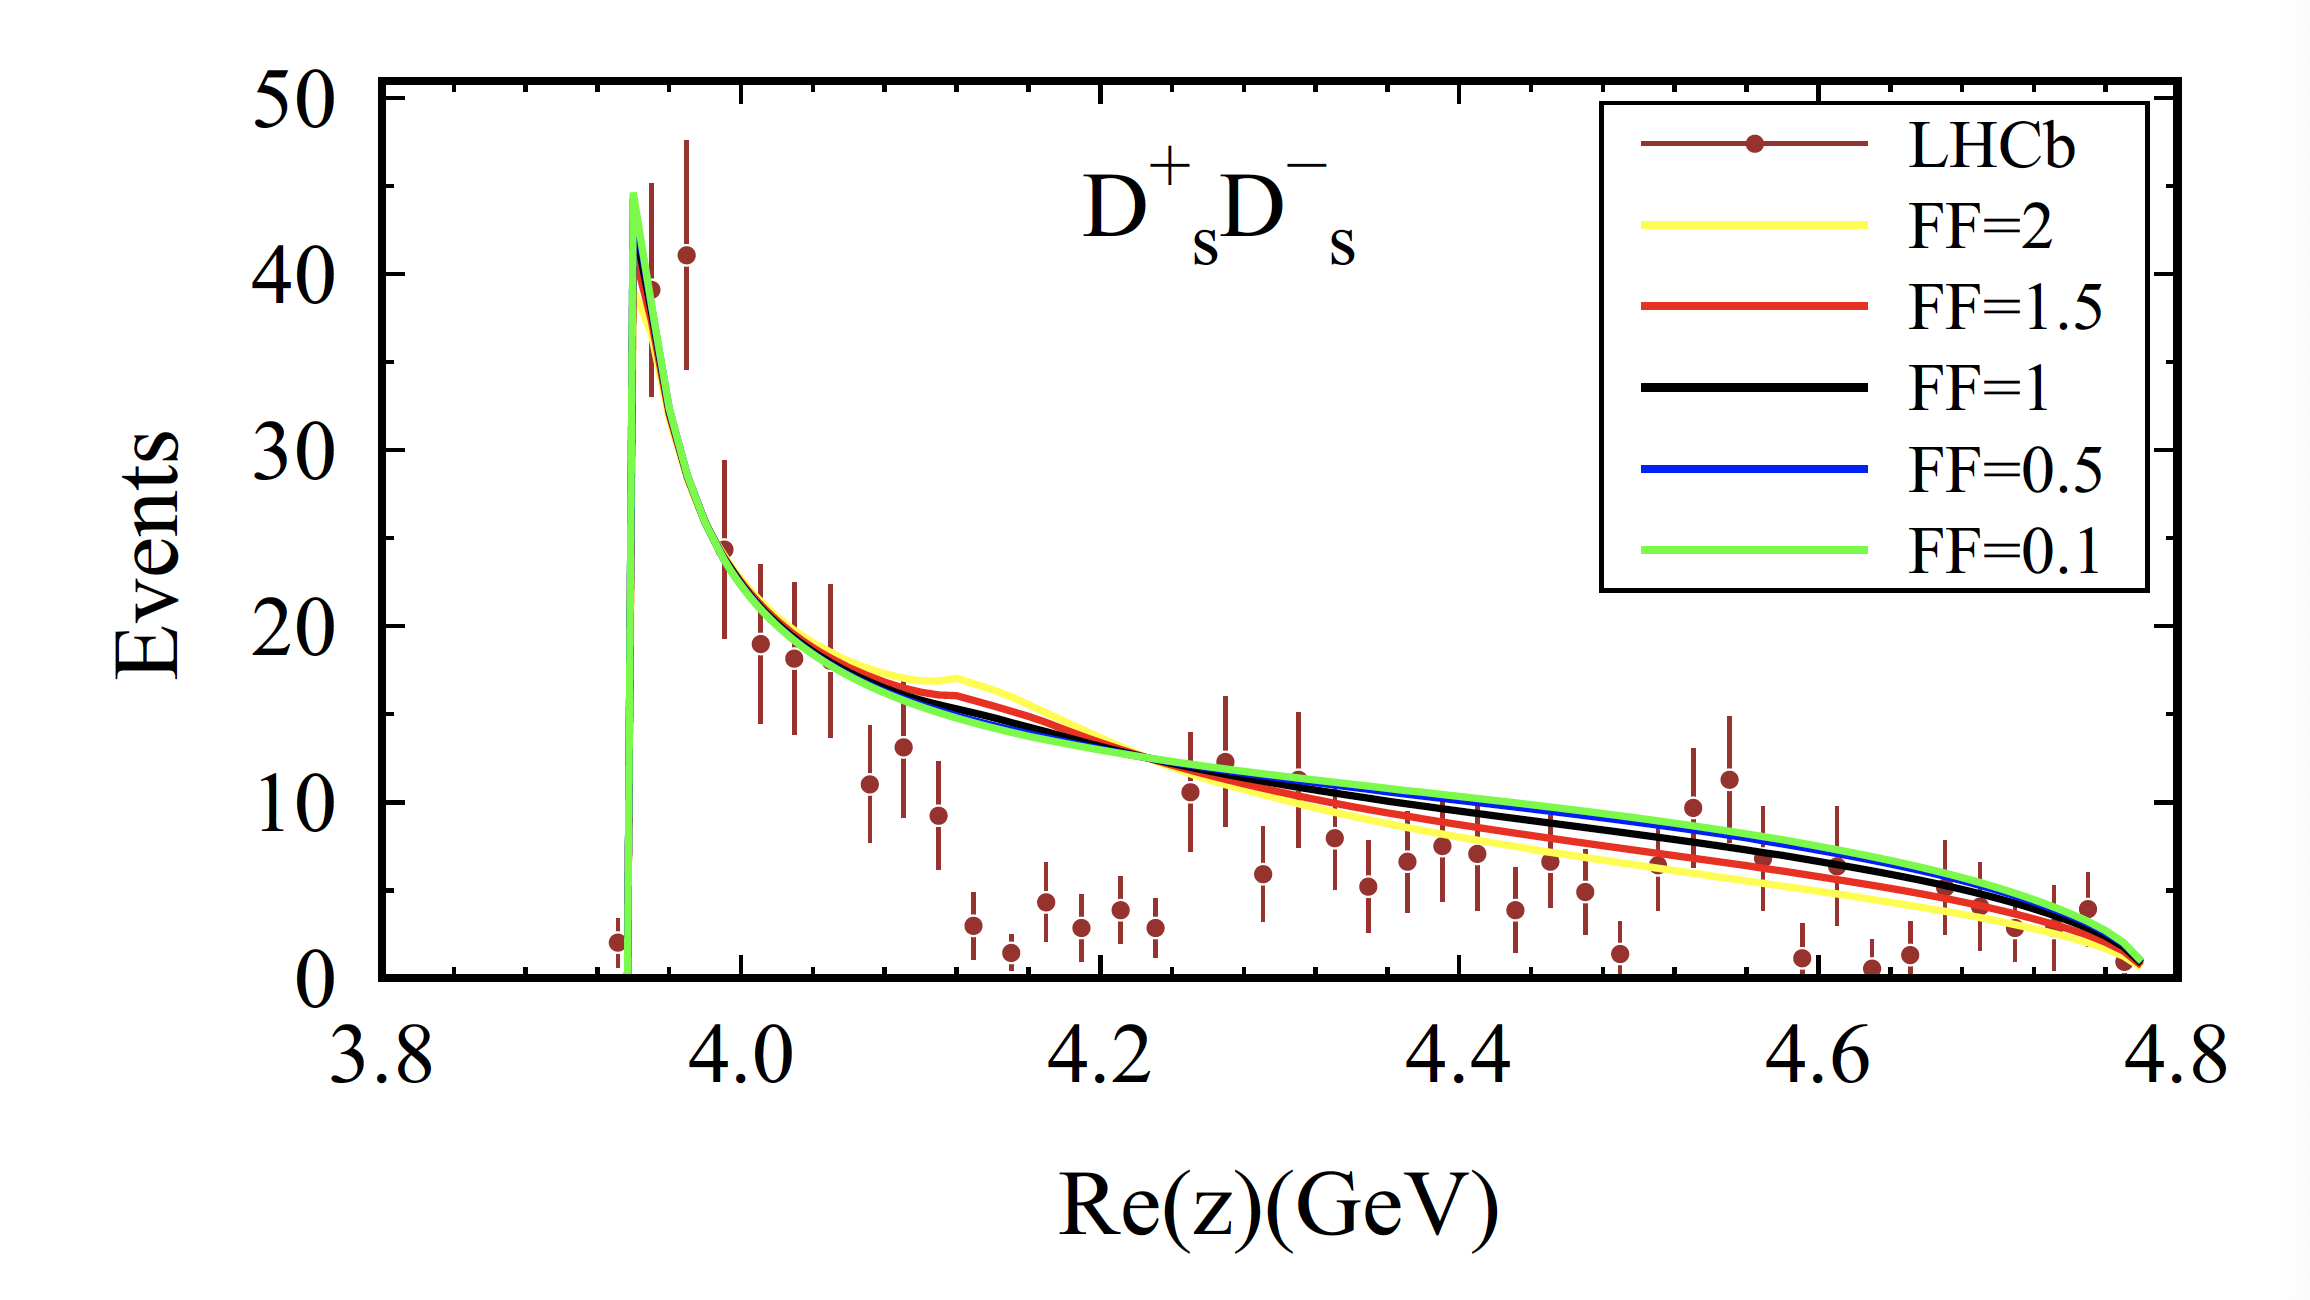 50
40
30
20
10
0
Events
D⁺ₛD⁻ₛ
LHCb
FF=2
FF=1.5
FF=1
FF=0.5
FF=0.1
3.8 4.0 4.2 4.4 4.6 4.8
Re(z)(GeV)